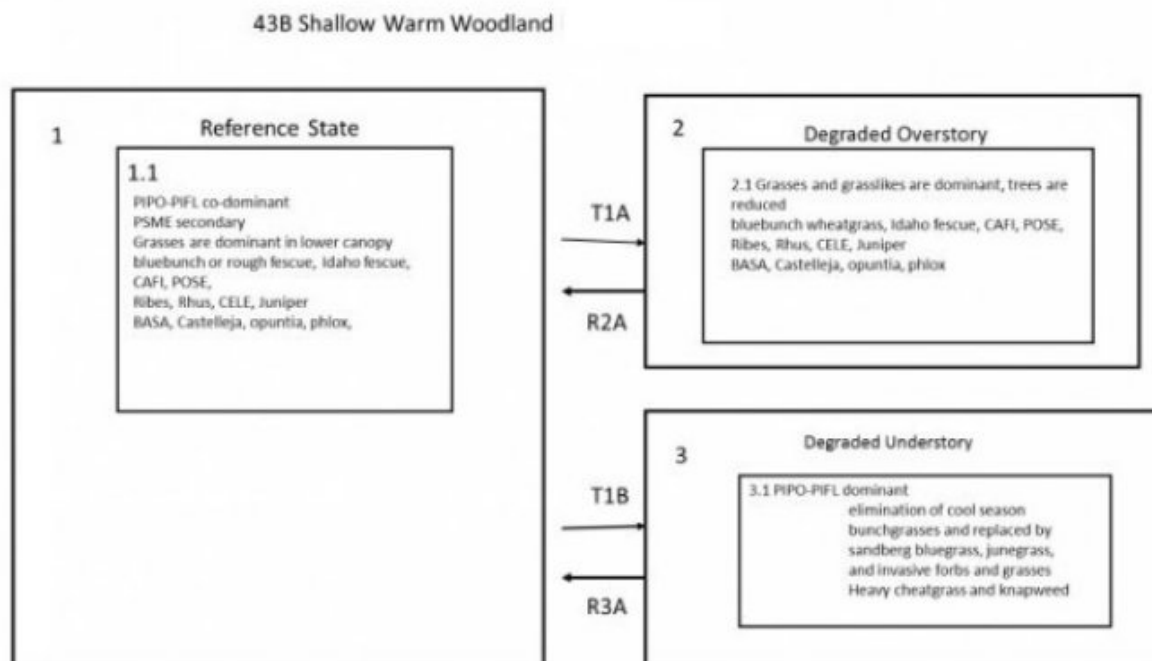 43B Shallow Warm Woodland
1
Reference State
1.1
PIPO-PIFL co-dominant
PSME secondary
Grasses are dominant in lower canopy
bluebunch or rough fescue, Idaho fescue,
CAFI, POSE,
Ribes, Rhus, CELE, Juniper
BASA, Castelleja, opuntia, phlox,
T1A
R2A
2
Degraded Overstory
2.1 Grasses and grasslikes are dominant, trees are
reduced
bluebunch wheatgrass, Idaho fescue, CAFI, POSE,
Ribes, Rhus, CELE, Juniper
BASA, Castelleja, opuntia, phlox
T1B
R3A
3
Degraded Understory
3.1 PIPO-PIFL dominant
elimination of cool season
bunchgrasses and replaced by
sandberg bluegrass, junegrass,
and invasive forbs and grasses
Heavy cheatgrass and knapweed